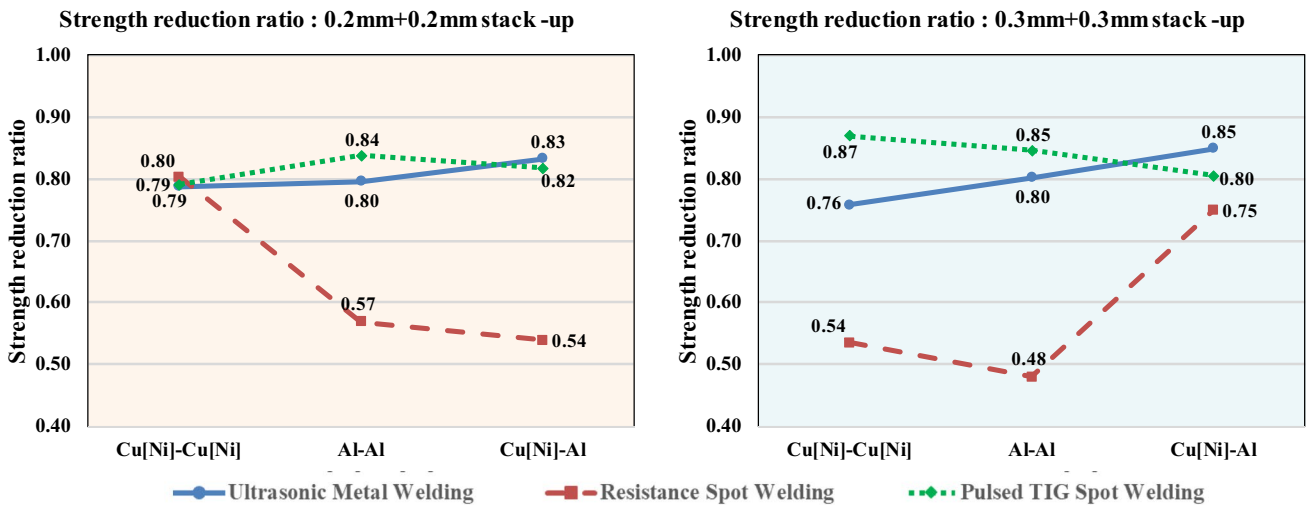 Strength reduction ratio : 0.2mm+0.2mm stack -up
Strength reduction ratio
1.00
0.90
0.80
0.70
0.60
0.50
0.40
0.80
0.79
0.79
0.84
0.80
0.57
0.83
0.82
0.54
Cu[Ni]-Cu[Ni]
Al-Al
Cu[Ni]-Al
Strength reduction ratio : 0.3mm+0.3mm stack -up
Strength reduction ratio
1.00
0.90
0.80
0.70
0.60
0.50
0.40
0.87
0.76
0.54
0.85
0.80
0.48
0.85
0.80
0.75
Cu[Ni]-Cu[Ni]
Al-Al
Cu[Ni]-Al
Ultrasonic Metal Welding
Resistance Spot Welding
Pulsed TIG Spot Welding